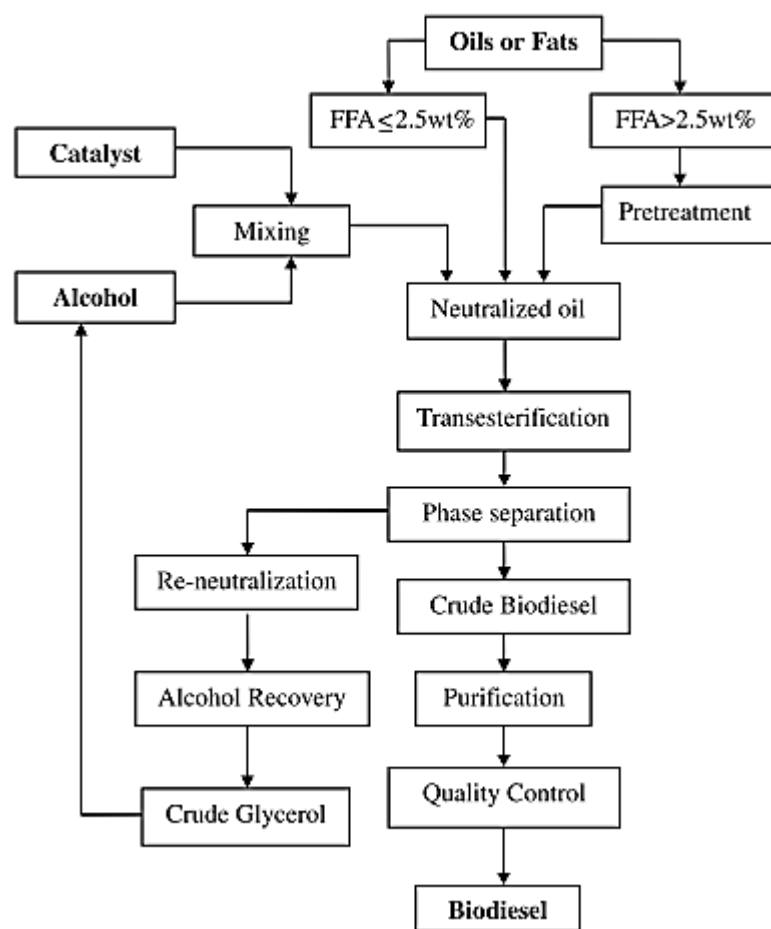 Oils or Fats
FFA≤2.5wt%
FFA>2.5wt%
Catalyst
Pretreatment
Mixing
Alcohol
Neutralized oil
Transesterification
Phase separation
Re-neutralization
Crude Biodiesel
Alcohol Recovery
Purification
Quality Control
Crude Glycerol
Biodiesel